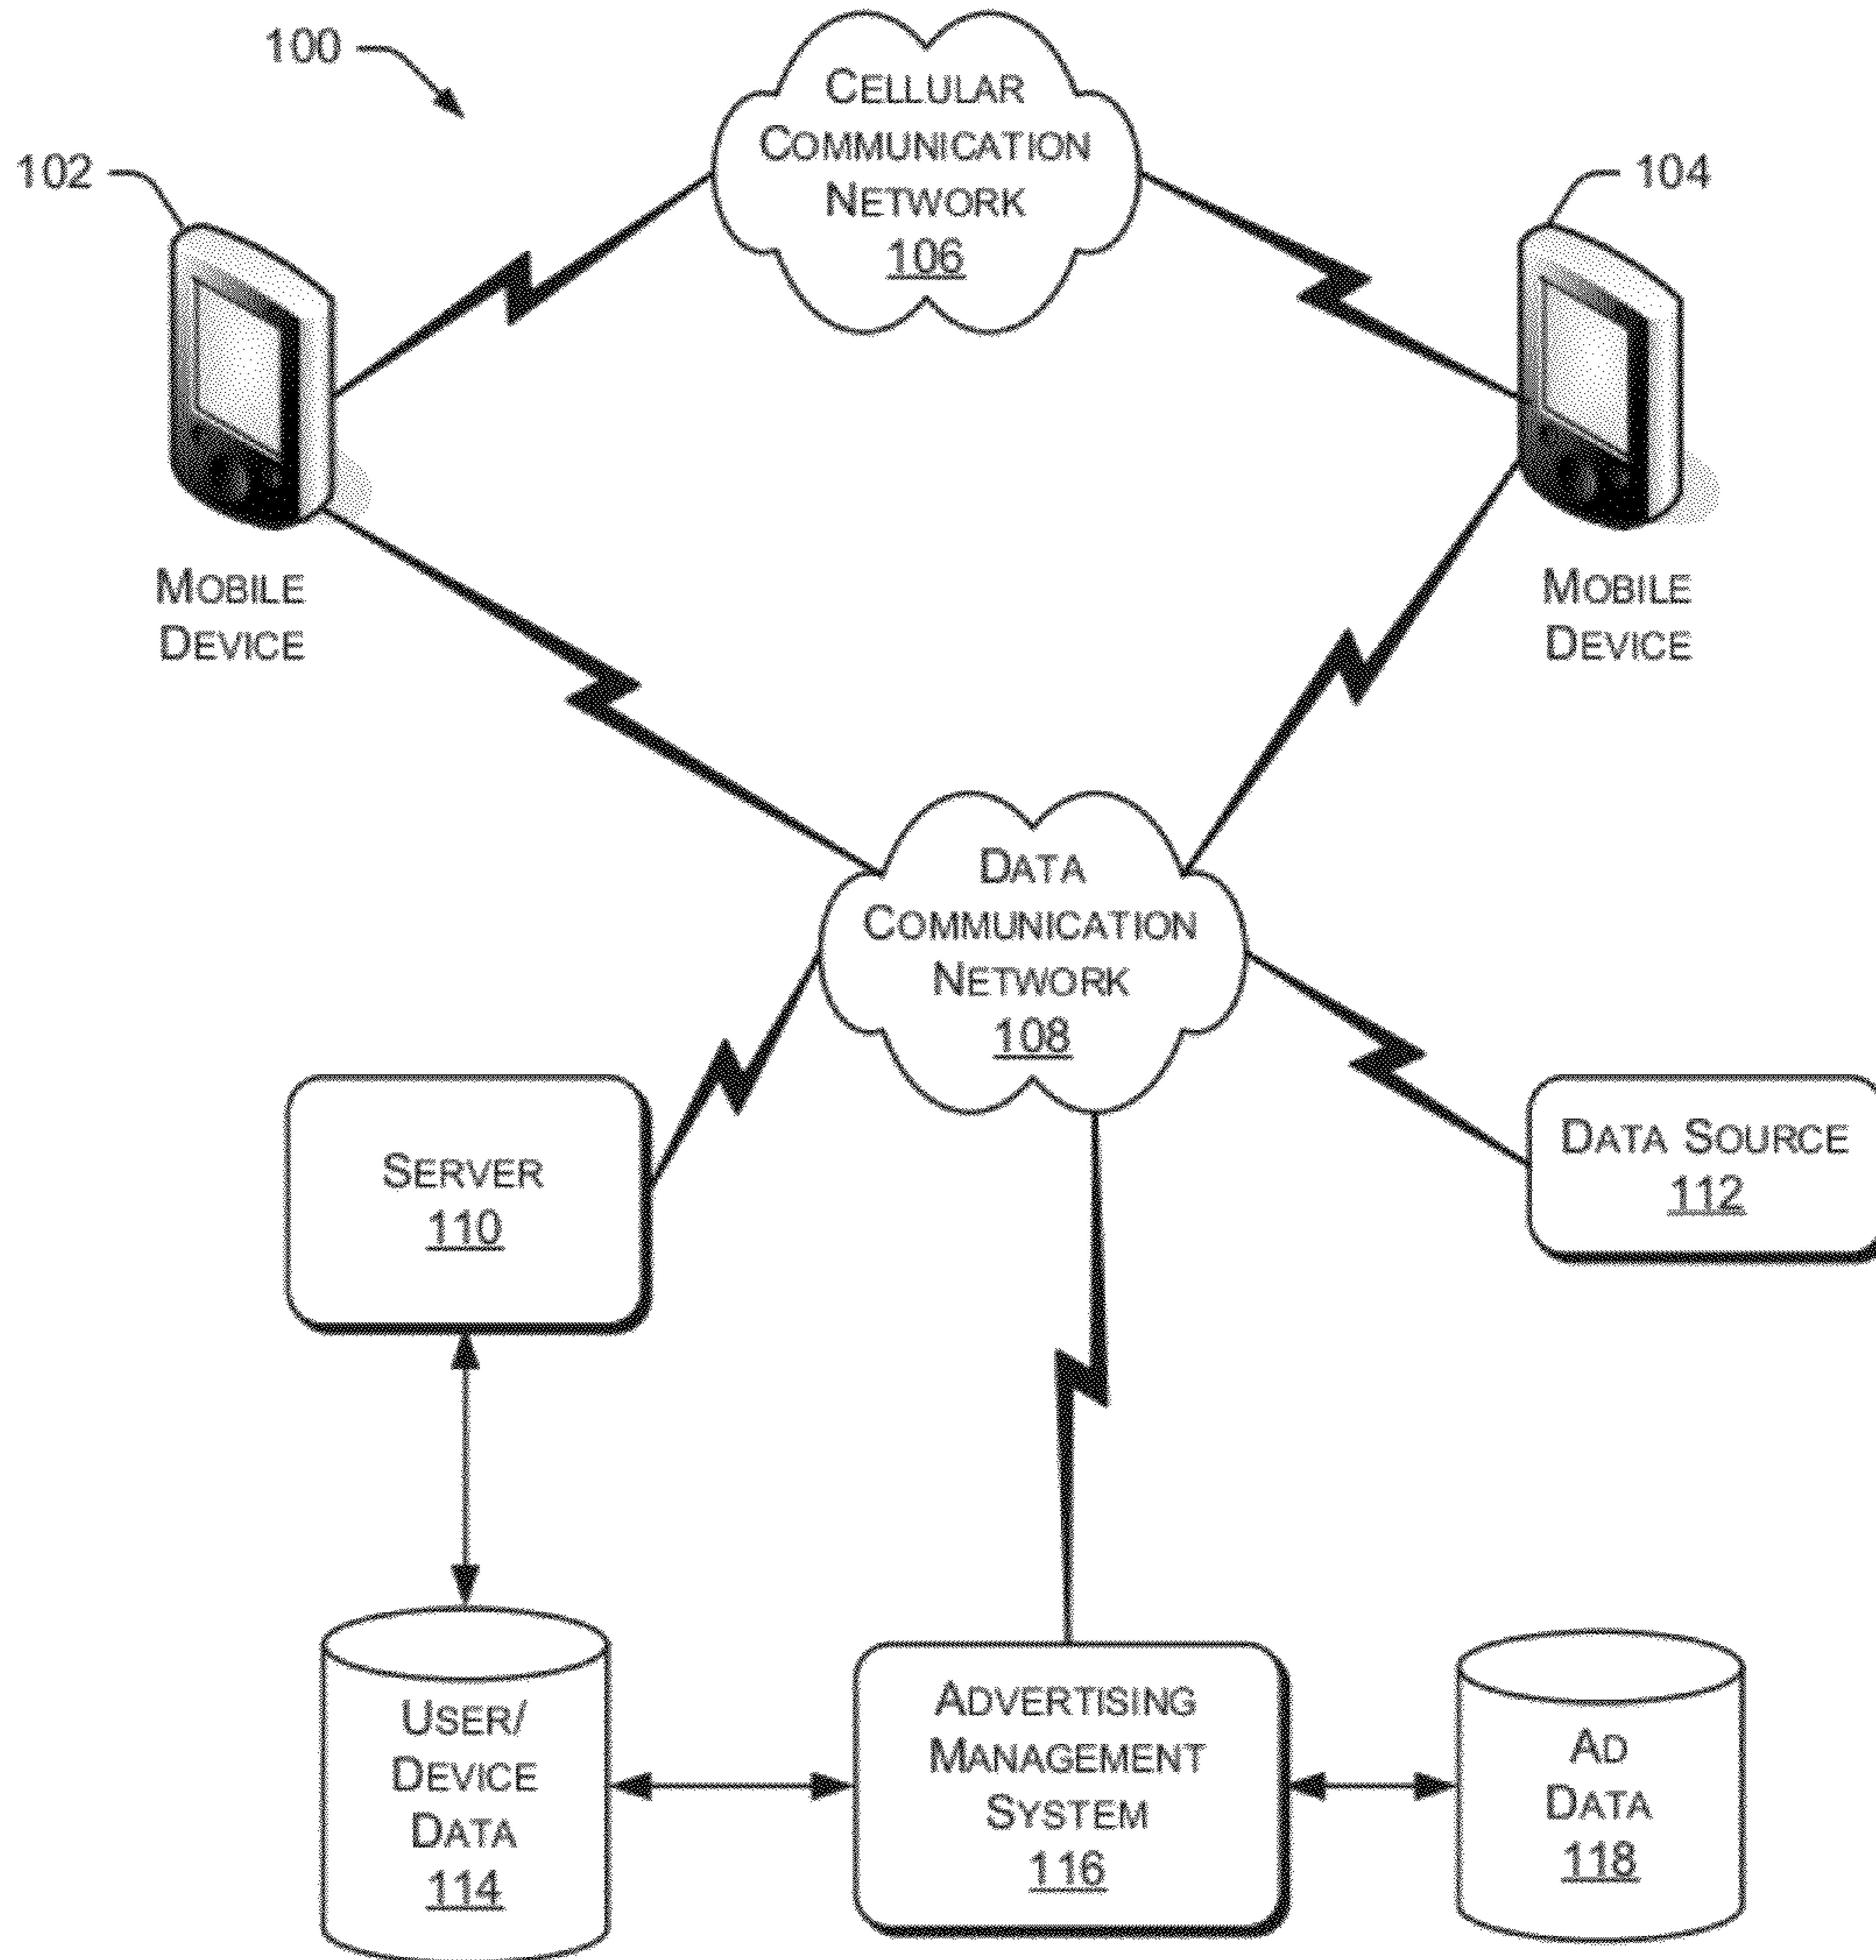 100
CELLULAR
COMMUNICATION
NETWORK
106
102
104
MOBILE
DEVICE
MOBILE
DEVICE
DATA
COMMUNICATION
NETWORK
108
SERVER
110
DATA SOURCE
112
USER/
DEVICE
DATA
114
ADVERTISING
MANAGEMENT
SYSTEM
116
AD
DATA
118